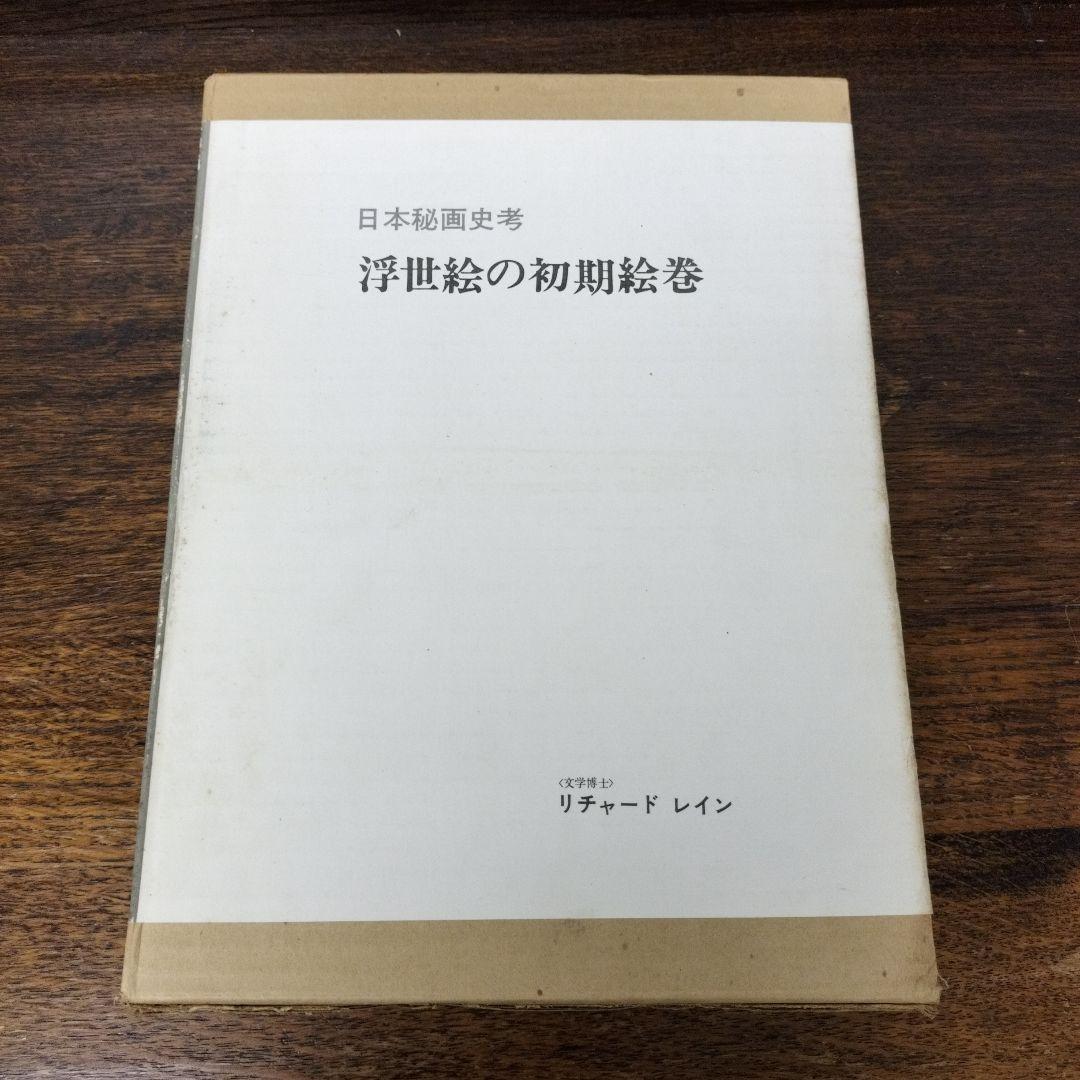 日本秘画史考
浮世絵の初期絵巻
〈文学博士〉
リチャード レイン